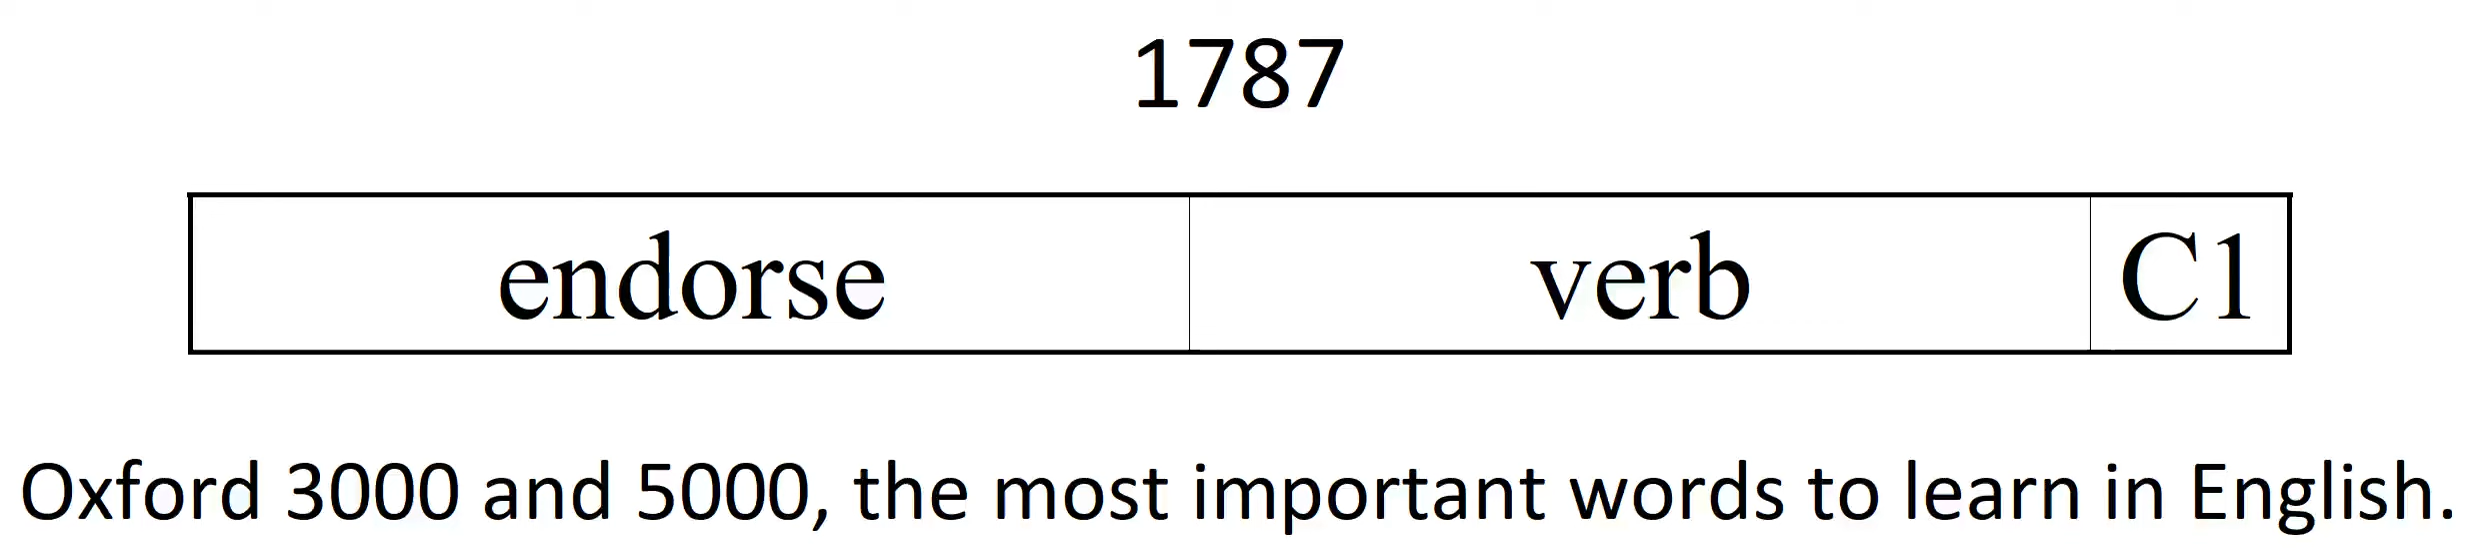 1787
endorse verb C1
Oxford 3000 and 5000, the most important words to learn in English.